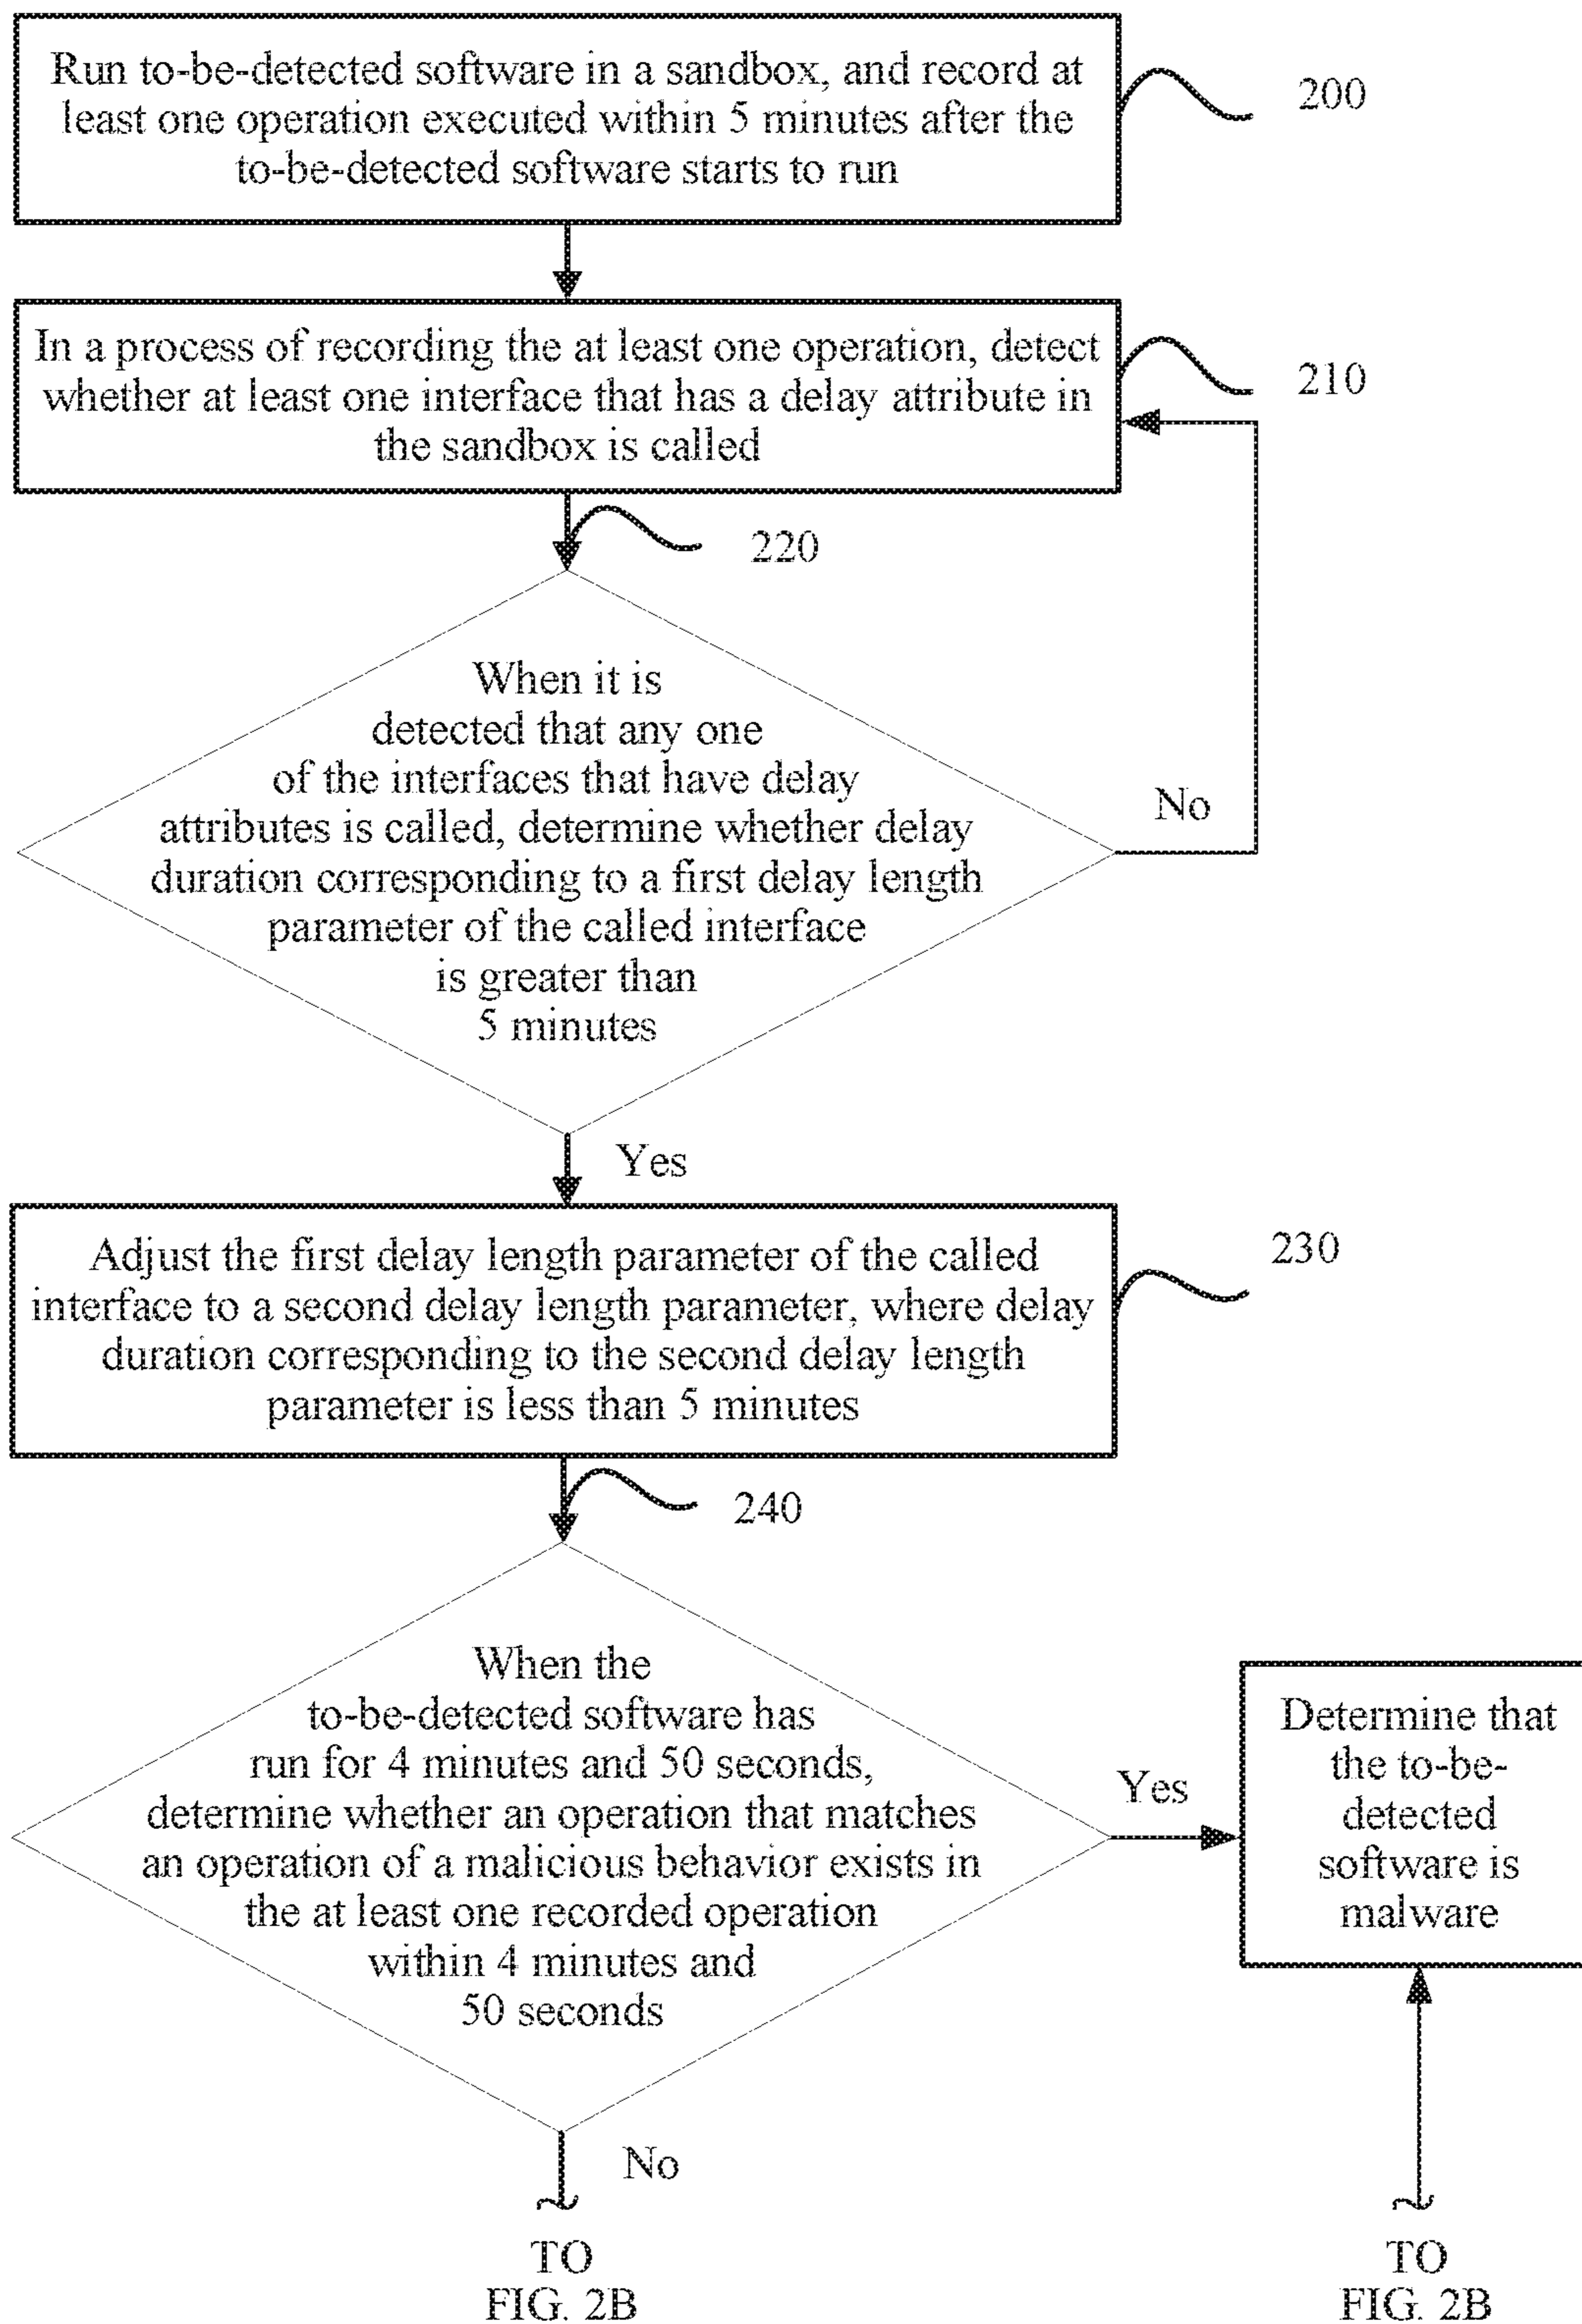 Run to-be-detected software in a sandbox, and record at
least one operation executed within 5 minutes after the
to-be-detected software starts to run
200
In a process of recording the at least one operation, detect
whether at least one interface that has a delay attribute in
the sandbox is called
210
220
When it is
detected that any one
of the interfaces that have delay
attributes is called, determine whether delay
duration corresponding to a first delay length
parameter of the called interface
is greater than
5 minutes
No
Yes
Adjust the first delay length parameter of the called
interface to a second delay length parameter, where delay
duration corresponding to the second delay length
parameter is less than 5 minutes
230
240
When the
to-be-detected software has
run for 4 minutes and 50 seconds,
determine whether an operation that matches
an operation of a malicious behavior exists in
the at least one recorded operation
within 4 minutes and
50 seconds
Yes
Determine that
the to-be-
detected
software is
malware
No
TO
FIG. 2B
TO
FIG. 2B